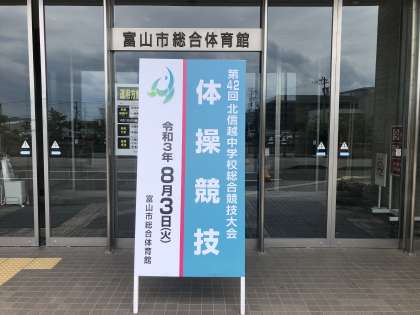 富山市総合体育館
第42回 北信越中学校総合競技大会
体操競技
令和3年8月3日(火)
富山市総合体育館